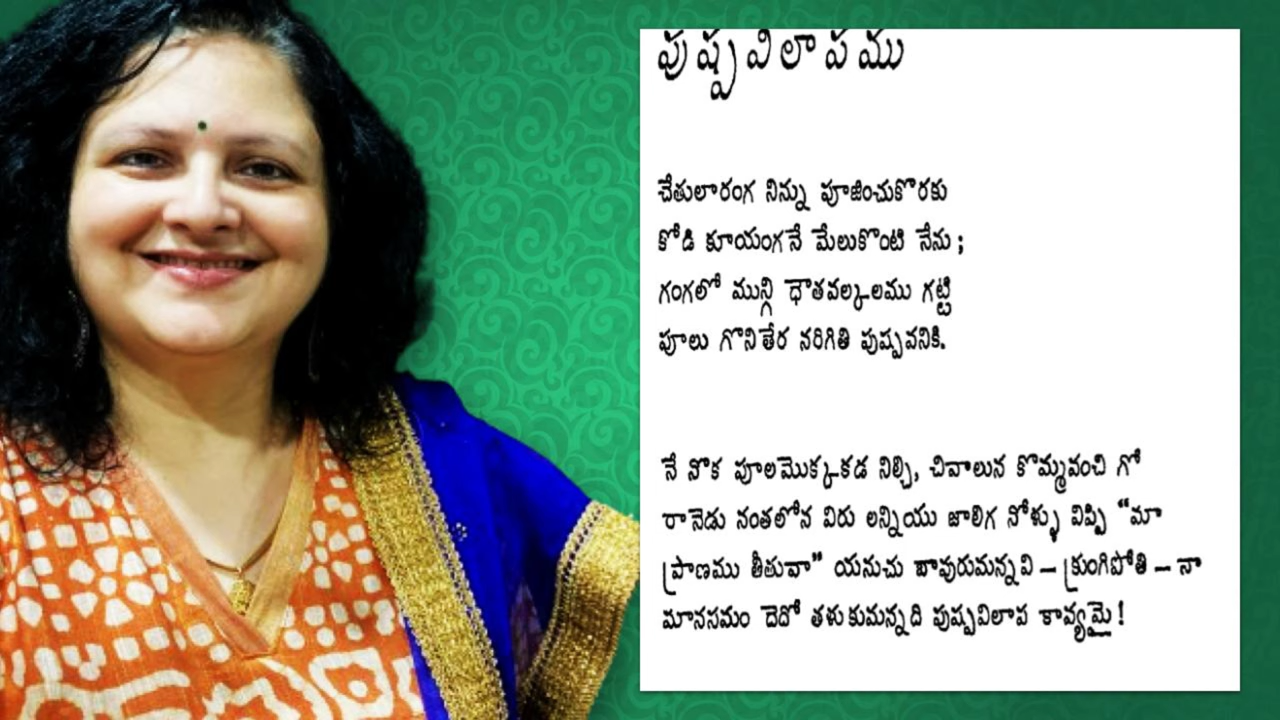 పుష్పవిలాపము
చేతులారంగ నిన్ను పూజించుకొరకు
కోడి కూయంగనే మేలుకొంటి నేను ;
గంగలో మున్గి ధౌతవల్కలము గట్టి
పూలు గొనితేర నరిగితి పుష్పవనికి.
నే నొక పూలమొక్కకడ నిల్చి, చివాలున కొమ్మవంచి గో
రానెడు నంతలోన విరు లన్నియు జాలిగ నోళ్ళు విప్పి “మా
ప్రాణము తీతువా” యనుచు బావురుమన్నవి – క్రుంగిపోతి – నా
మానసమం దెదో తళుకుమన్నది పుష్పవిలాప కావ్యమై !